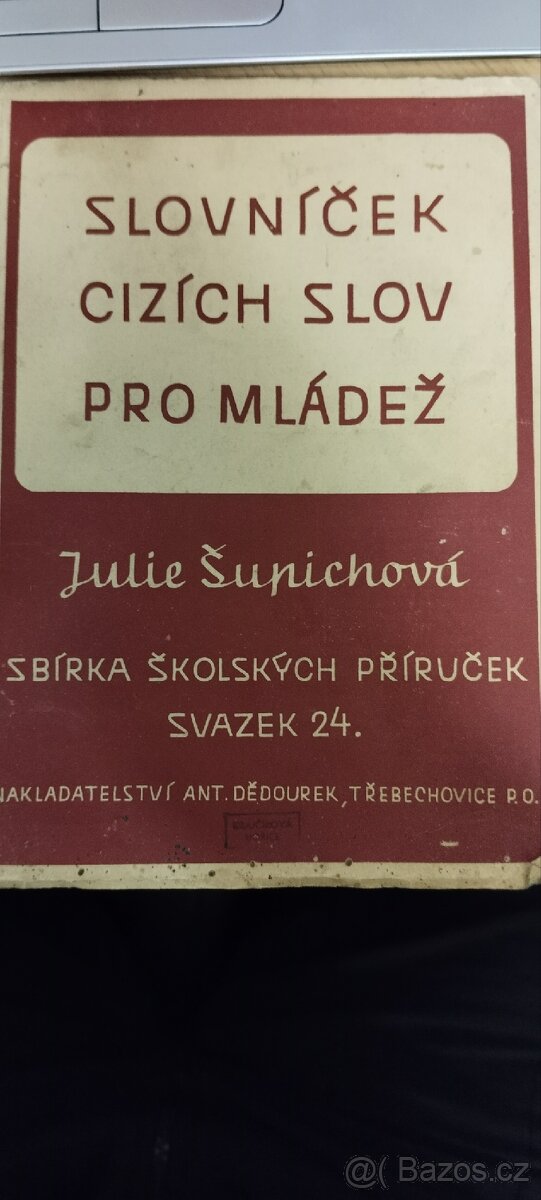 SLOVNÍČEK
CIZÍCH SLOV
PRO MLÁDEŽ
Julie Šupichová
SBÍRKA ŠKOLSKÝCH PŘÍRUČEK
SVAZEK 24.
NAKLADATELSTVÍ ANT. DĚDOUREK, TŘEBECHOVICE P. O.
@( Bazos.cz